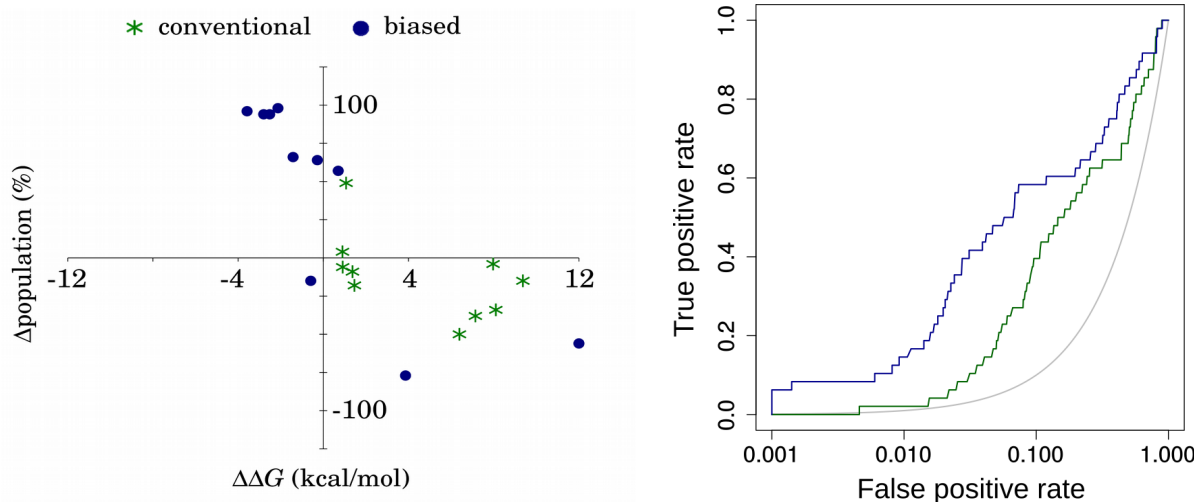 conventional biased
100
-12 -4 4 12
-100
Δpopulation (%)
ΔΔG (kcal/mol)
1.0
0.8
0.6
0.4
0.2
0.0
True positive rate
0.001 0.010 0.100 1.000
False positive rate